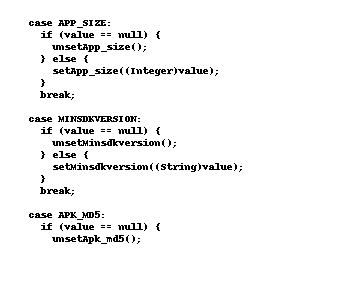 case APP_SIZE:
if (value == null) {
unsetApp_size();
} else {
setApp_size((Integer)value);
}
break;
case MINSDKVERSION:
if (value == null) {
unsetMinsdkversion();
} else {
setMinsdkversion((String)value);
}
break;
case APK_MD5:
if (value == null) {
unsetApk_md5();